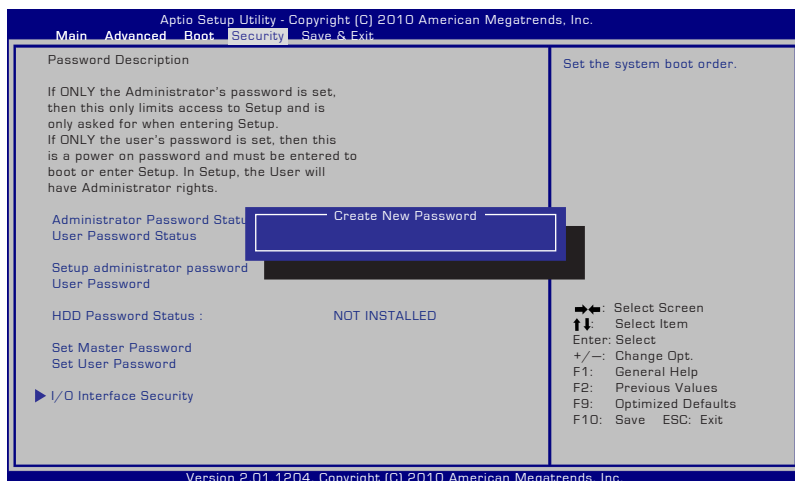 Aptio Setup Utility - Copyright (C) 2010 American Megatrends, Inc.
Main Advanced Boot Security Save & Exit
Password Description
If ONLY the Administrator's password is set,
then this only limits access to Setup and is
only asked for when entering Setup.
If ONLY the user's password is set, then this
is a power on password and must be entered to
boot or enter Setup. In Setup, the User will
have Administrator rights.
Administrator Password Statu
User Password Status
Create New Password
Setup administrator password
User Password
HDD Password Status : NOT INSTALLED
Set Master Password
Set User Password
I/O Interface Security
Set the system boot order.
→←: Select Screen
↑↓: Select Item
Enter: Select
+/—: Change Opt.
F1: General Help
F2: Previous Values
F9: Optimized Defaults
F10: Save ESC: Exit
Version 2.01.1204. Copyright (C) 2010 American Megatrends, Inc.